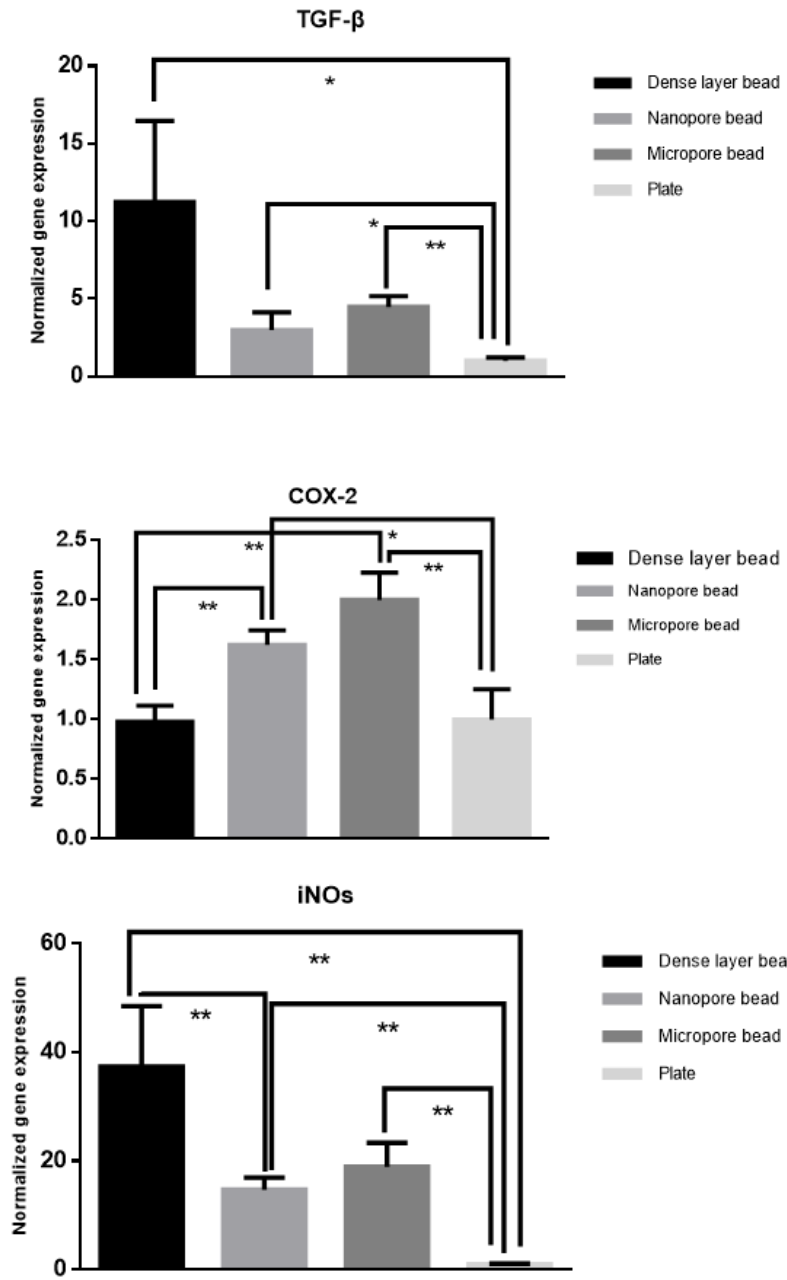 TGF-β
Normalized gene expression
20
15
10
5
0
*
*
**
Dense layer bead
Nanopore bead
Micropore bead
Plate
COX-2
Normalized gene expression
2.5
2.0
1.5
1.0
0.5
0.0
**
*
**
**
Dense layer bead
Nanopore bead
Micropore bead
Plate
iNOs
Normalized gene expression
60
40
20
0
**
**
**
**
Dense layer bea
Nanopore bead
Micropore bead
Plate